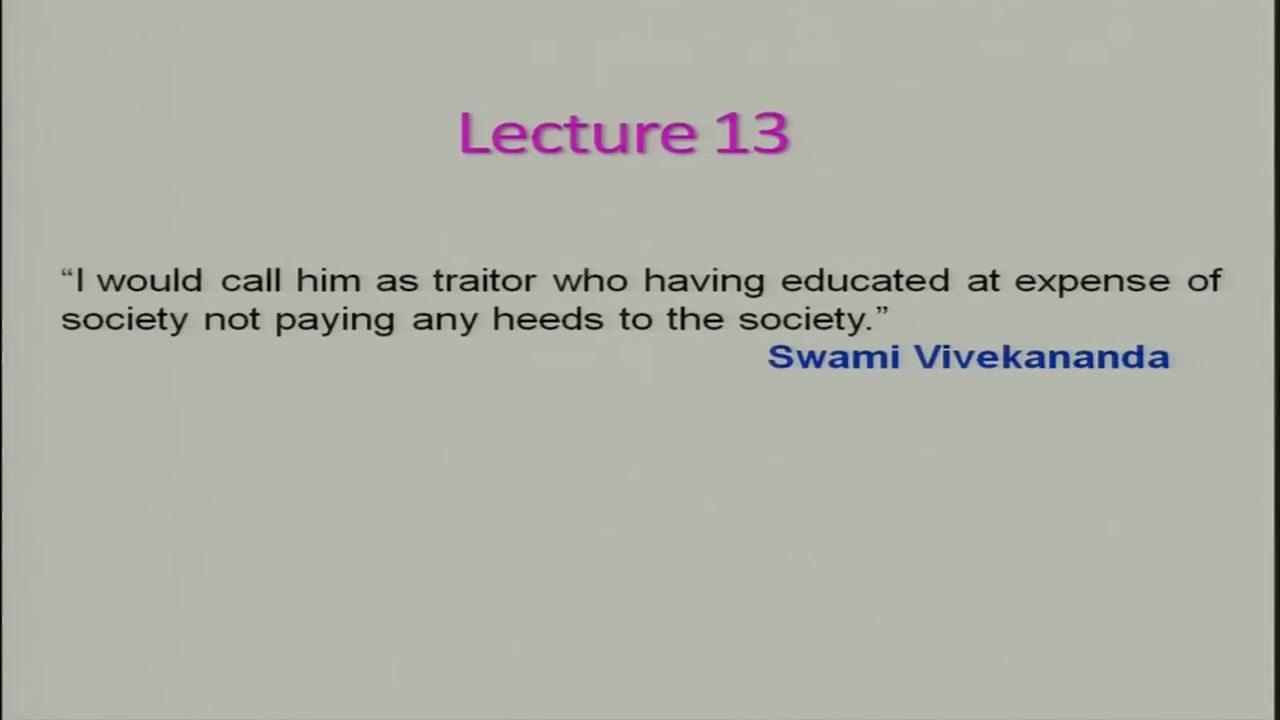 Lecture 13
“I would call him as traitor who having educated at expense of
society not paying any heeds to the society.”
Swami Vivekananda